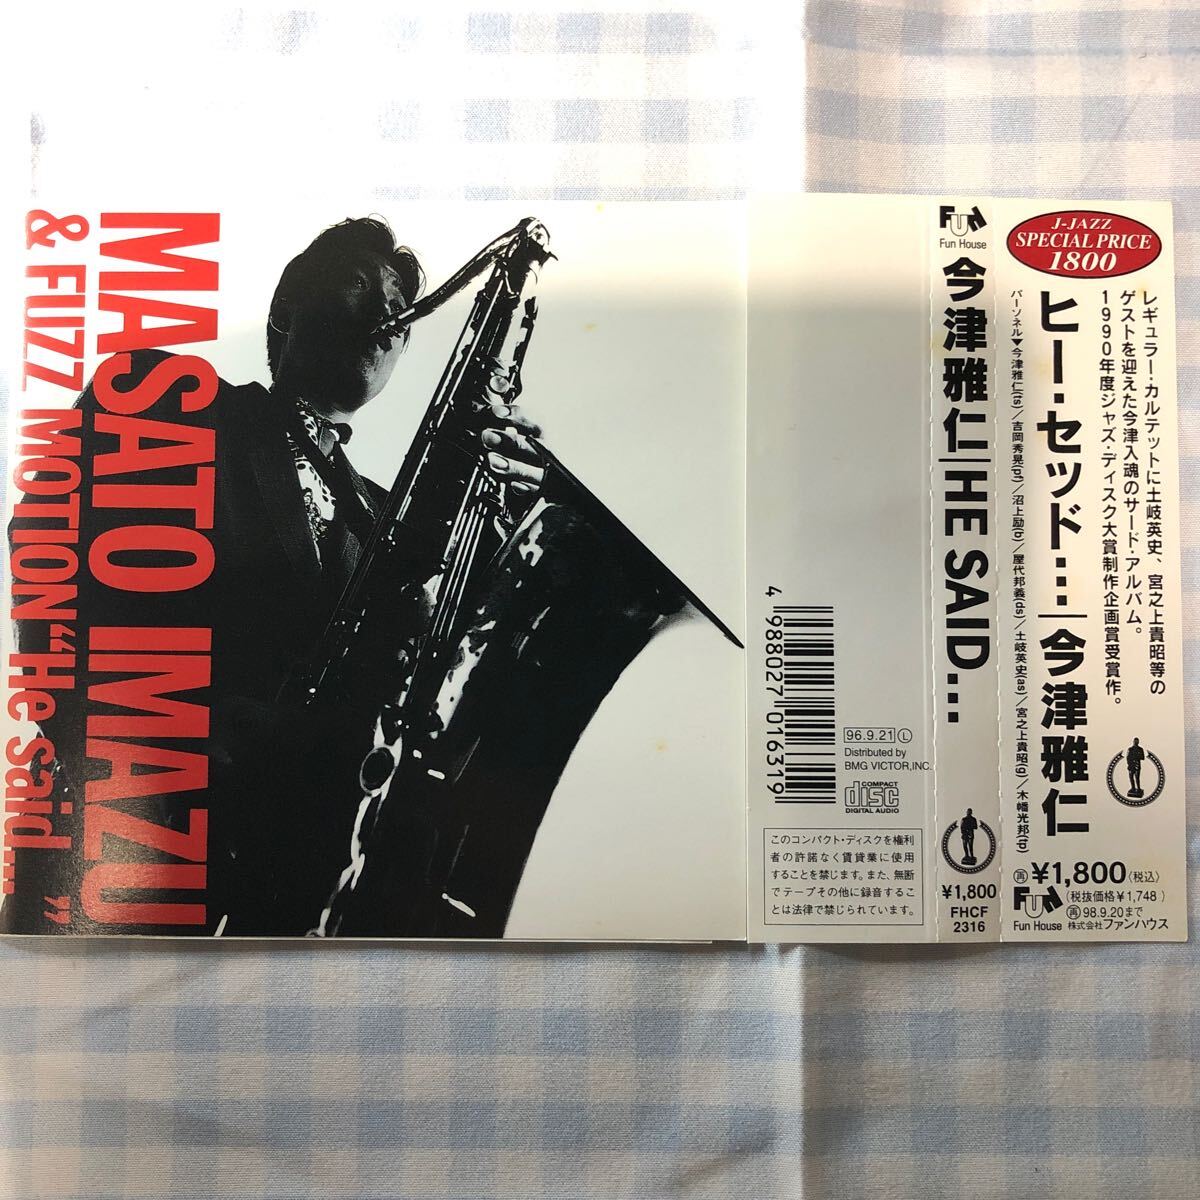 MASATO IMAZU
& FUZZ MOTION “He said...”
4 988027 016319
96.9.21 L
Distributed by
BMG VICTOR,INC.
COMPACT
disc
DIGITAL AUDIO
このコンパクト・ディスクを権利
者の許諾なく賃貸業に使用
することを禁じます。また、無断
でテープその他に録音するこ
とは法律で禁じられています。
Fun
Fun House
今津雅仁|HE SAID...
¥1,800
FHCF
2316
J-JAZZ
SPECIAL PRICE
1800
レギュラー・カルテットに土岐英史、宮之上貴昭等の
ゲストを迎えた今津入魂のサード・アルバム。
1990年度ジャズ・ディスク大賞制作企画賞受賞作。
ヒー・セッド…|今津雅仁
パーソネル▼今津雅仁(ts)/吉岡秀晃(pf)/沼上励(b)/屋代邦義(ds)/土岐英史(as)/宮之上貴昭(g)/木幡光邦(tp)
再 ¥1,800(税込)
(税抜価格¥1,748)
再 98.9.20まで
Fun
Fun House 株式会社ファンハウス